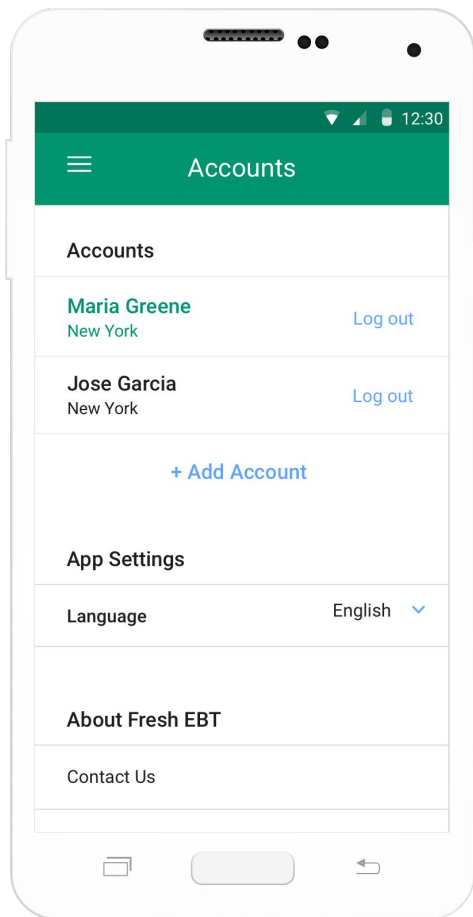 12:30
Accounts
Accounts
Maria Greene
New York
Log out
Jose Garcia
New York
Log out
+ Add Account
App Settings
Language
English
About Fresh EBT
Contact Us